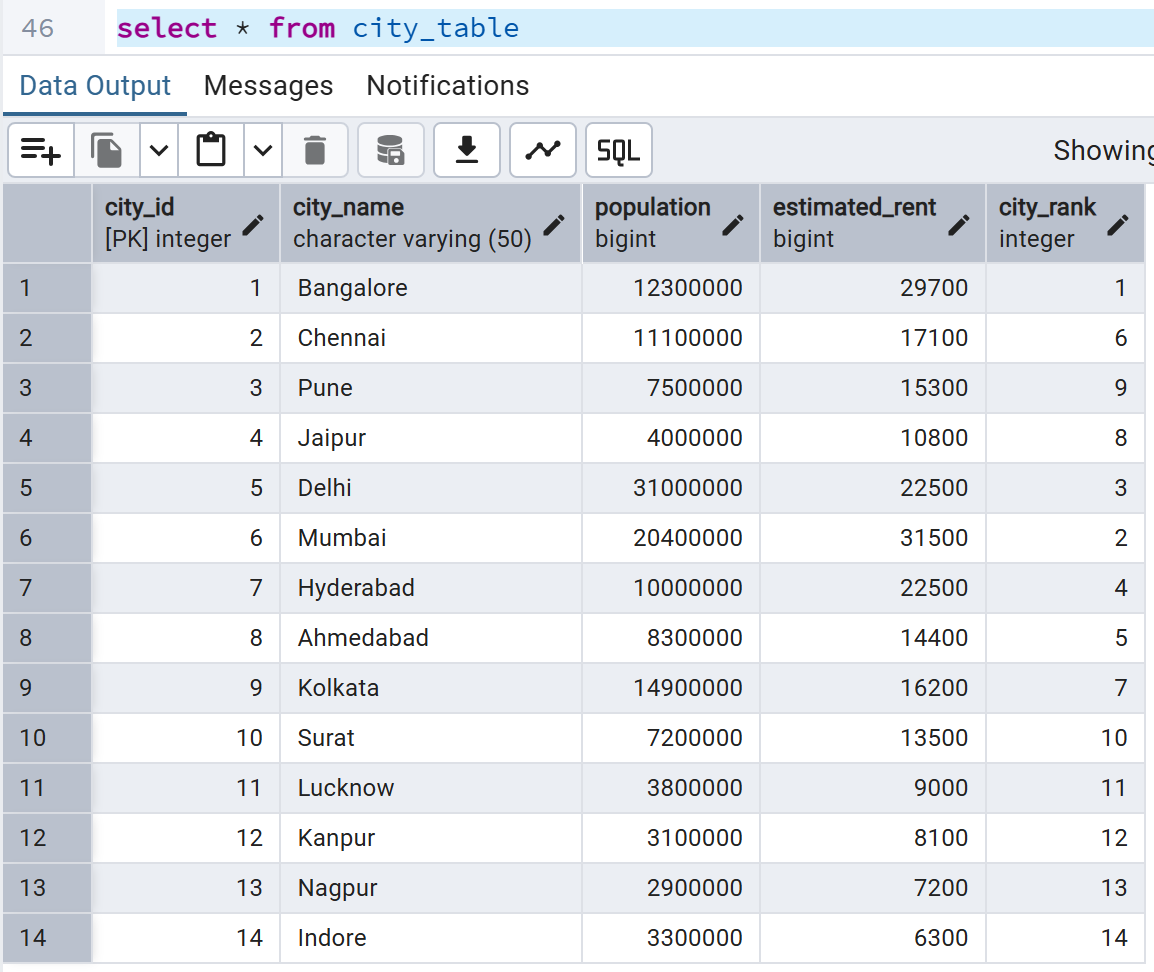 46 select * from city_table
Data Output Messages Notifications
SQL Showing
city_id city_name population estimated_rent city_rank
[PK] integer character varying (50) bigint bigint integer
1 1 Bangalore 12300000 29700 1
2 2 Chennai 11100000 17100 6
3 3 Pune 7500000 15300 9
4 4 Jaipur 4000000 10800 8
5 5 Delhi 31000000 22500 3
6 6 Mumbai 20400000 31500 2
7 7 Hyderabad 10000000 22500 4
8 8 Ahmedabad 8300000 14400 5
9 9 Kolkata 14900000 16200 7
10 10 Surat 7200000 13500 10
11 11 Lucknow 3800000 9000 11
12 12 Kanpur 3100000 8100 12
13 13 Nagpur 2900000 7200 13
14 14 Indore 3300000 6300 14